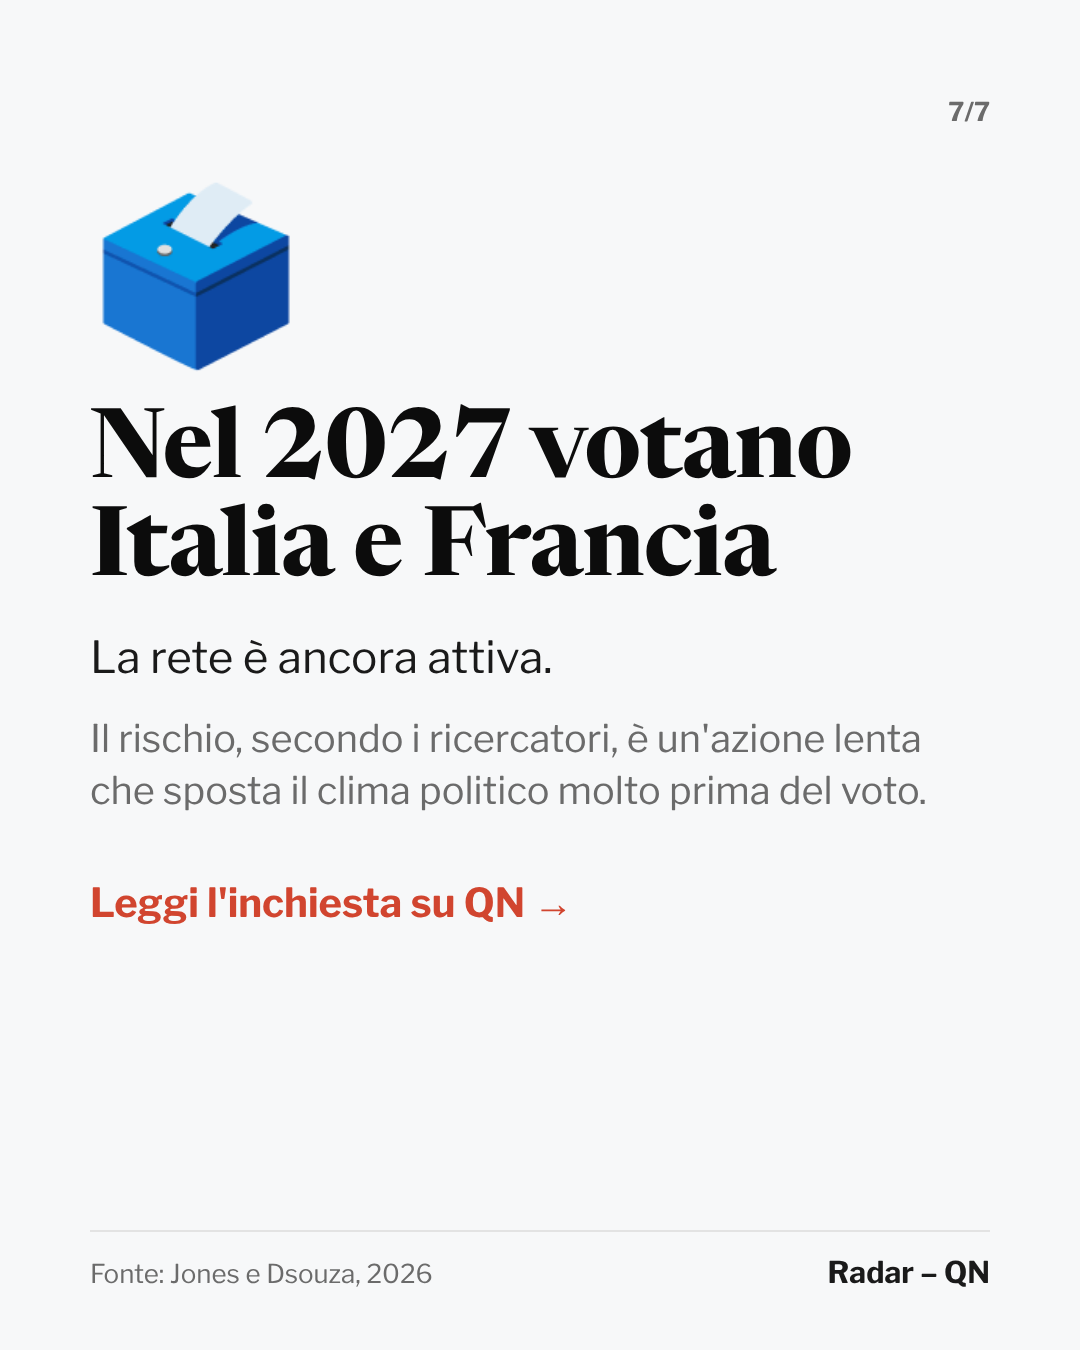 7/7
Nel 2027 votano
Italia e Francia
La rete è ancora attiva.
Il rischio, secondo i ricercatori, è un'azione lenta
che sposta il clima politico molto prima del voto.
Leggi l'inchiesta su QN →
Fonte: Jones e Dsouza, 2026
Radar – QN